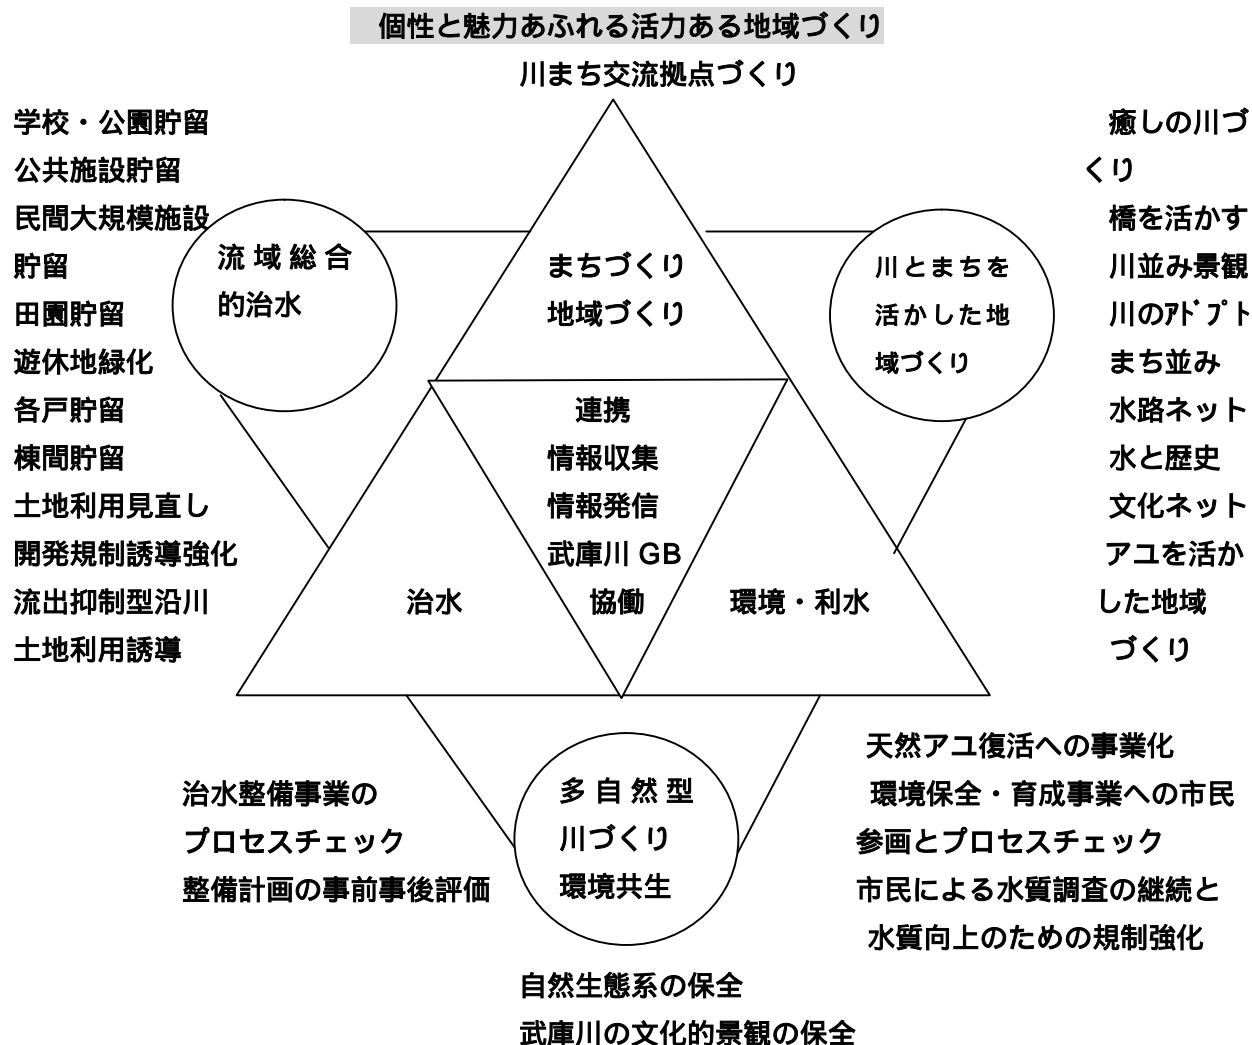 個性と魅力あふれる活力ある地域づくり
川まち交流拠点づくり
学校・公園貯留
公共施設貯留
民間大規模施設
貯留
田園貯留
遊休地緑化
各戸貯留
棟間貯留
土地利用見直し
開発規制誘導強化
流出抑制型沿川
土地利用誘導
流域総合
的治水
まちづくり
地域づくり
川とまちを
活かした地
域づくり
癒しの川づ
くり
橋を活かす
川並み景観
川のｱﾄﾞﾌﾟﾄ
まち並み
水路ネット
水と歴史
文化ネット
アユを活か
した地域
づくり
連携
情報収集
情報発信
武庫川 GB
協働
治水
環境・利水
治水整備事業の
プロセスチェック
整備計画の事前事後評価
多自然型
川づくり
環境共生
天然アユ復活への事業化
環境保全・育成事業への市民
参画とプロセスチェック
市民による水質調査の継続と
水質向上のための規制強化
自然生態系の保全
武庫川の文化的景観の保全